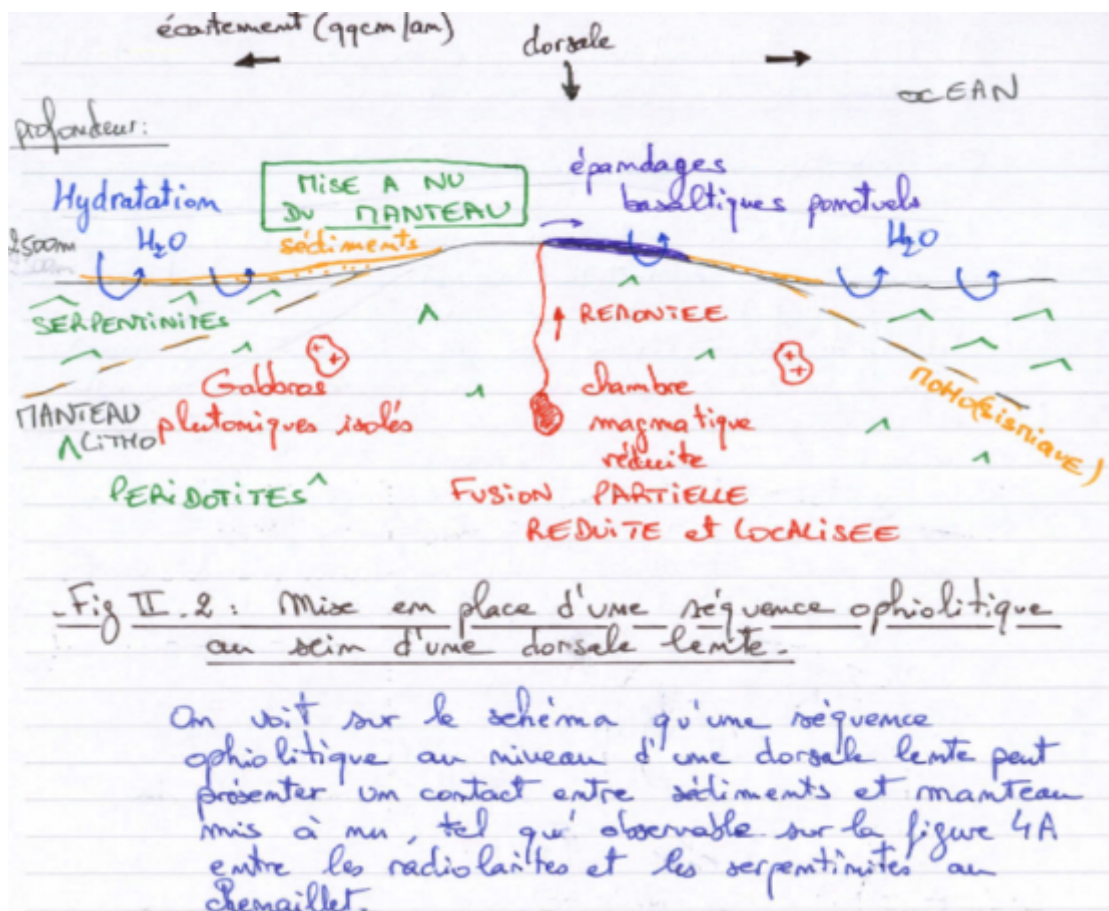 écartement (qqcm/an)
dorsale
OCEAN
profondeur:
Hydratation
MISE A NU
DU MANTEAU
épandages
basaltiques ponctuels
2500m
H₂O
sédiments
H₂O
SERPENTINITES
REMONTEE
Gabbros
plutoniques isolés
chambre
magmatique
réduite
MOHO (sismique)
MANTEAU
LITHO
PERIDOTITES
FUSION PARTIELLE
REDUITE et LOCALISEE
Fig II.2 : Mise en place d'une séquence ophiolitique
au sein d'une dorsale lente.
On voit sur le schéma qu'une séquence
ophiolitique au niveau d'une dorsale lente peut
présenter un contact entre sédiments et manteau
mis à nu, tel qu'observable sur la figure 4A
entre les radiolarites et les serpentinites au
Chenaillet.